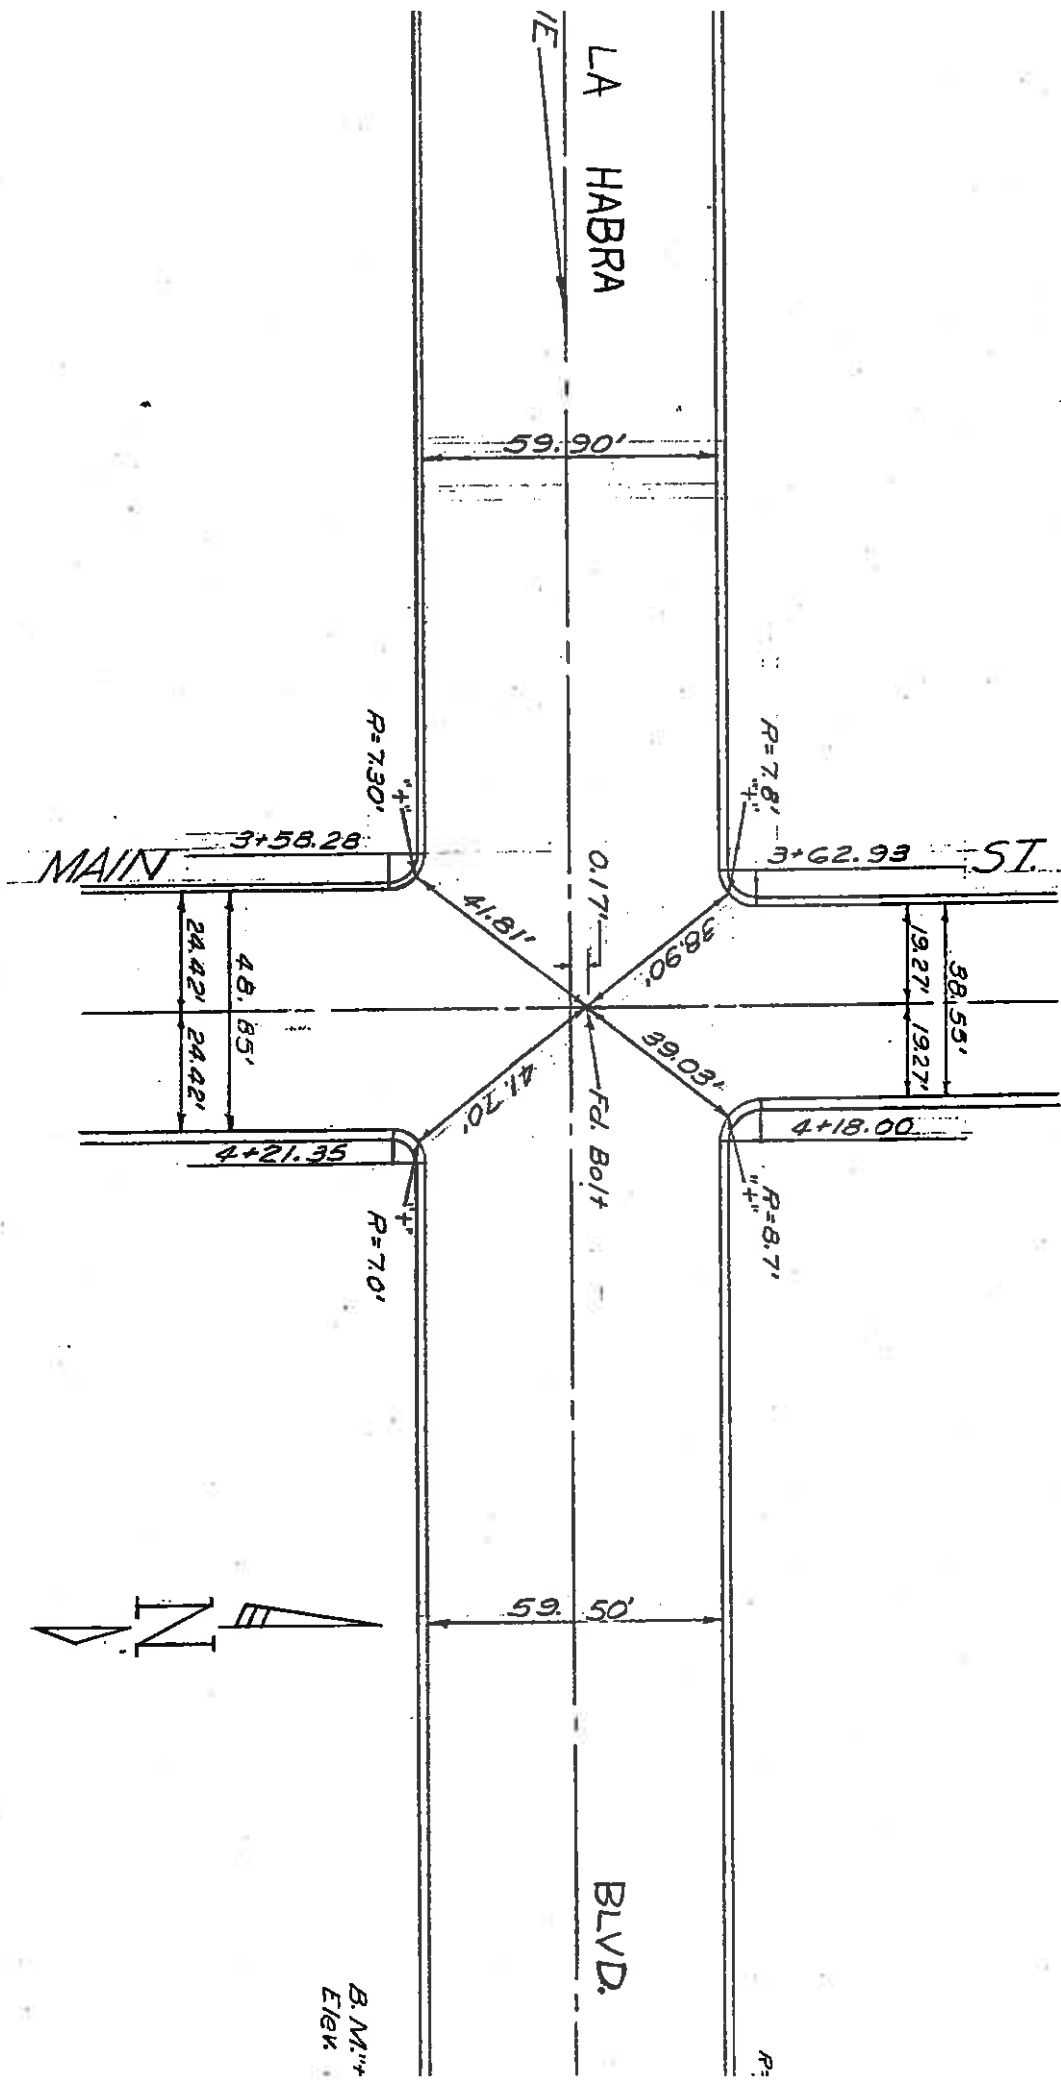 LA HABRA
59.90'
R=7.30'
"+"
R=7.8'
"+"
3+58.28
3+62.93
MAIN
ST.
0.17'
41.81'
38.90'
24.42' 24.42'
48.85'
19.27' 19.27'
38.55'
39.03'
Fd. Bolt
4+21.35
4+18.00
"+"
R=7.0'
"+"
R=8.7'
N
59.50'
BLVD.
B.M."+
Elev.
R=